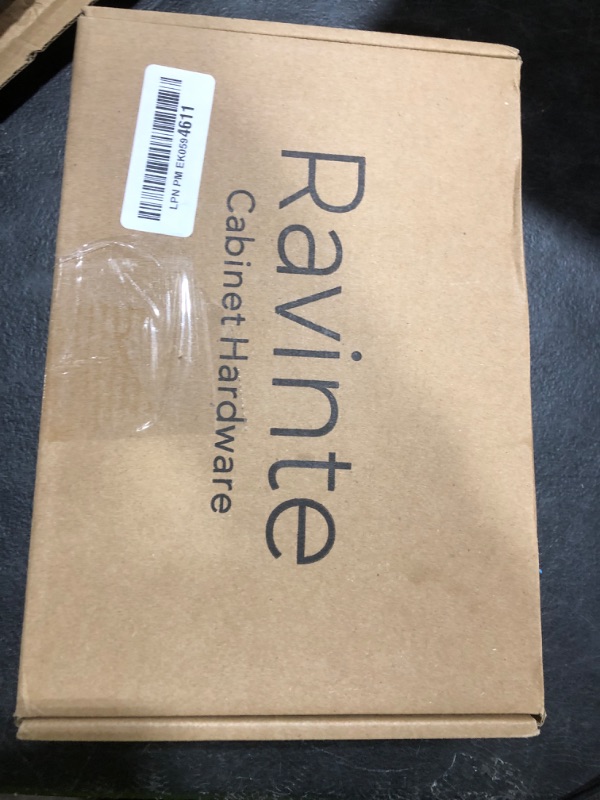 Ravinte
Cabinet Hardware
LPN PM EK0594611